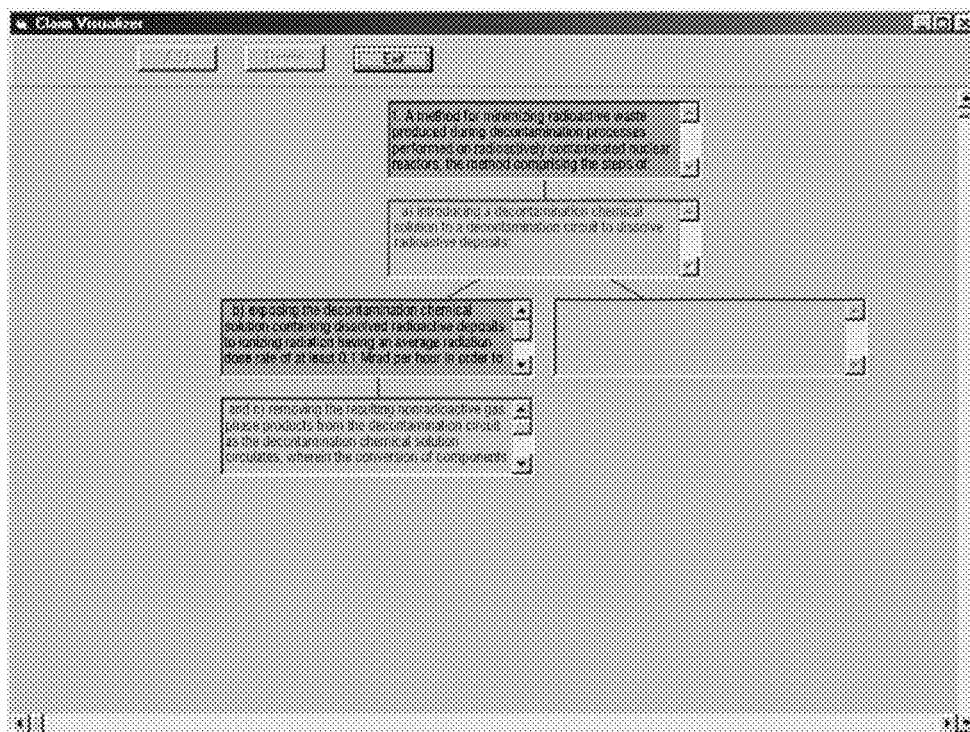 Claim Visualizer
Exit
1. A method for minimizing radioactive waste
produced during decontamination processes
performed on radioactively contaminated nuclear
reactors, the method comprising the steps of
a) introducing a decontamination chemical
solution to a decontamination circuit to dissolve
radioactive deposits;
b) exposing the decontamination chemical
solution containing dissolved radioactive deposits
to ionizing radiation having an average radiation
dose rate of at least 0.1 Mrad per hour in order to
and c) removing the resulting nonradioactive gas
phase products from the decontamination circuit
as the decontamination chemical solution
circulates, wherein the conversion of components